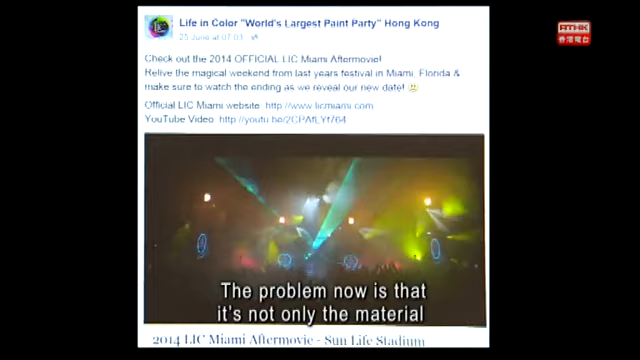 Life in Color "World's Largest Paint Party" Hong Kong
25 June at 07:03
RTHK
香港電台
Check out the 2014 OFFICIAL LIC Miami Aftermovie!
Relive the magical weekend from last years festival in Miami, Florida &
make sure to watch the ending as we reveal our new date!
Official LIC Miami website: http://www.licmiami.com
YouTube Video: http://youtu.be/2CPAfLYf764
The problem now is that
it's not only the material
2014 LIC Miami Aftermovie - Sun Life Stadium